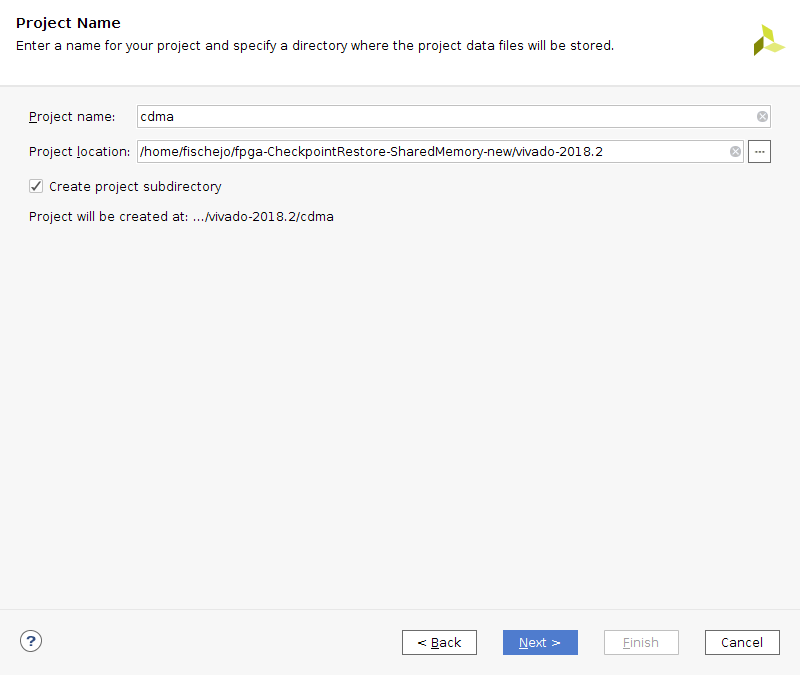 Project Name
Enter a name for your project and specify a directory where the project data files will be stored.
Project name: cdma
Project location: /home/fischejo/fpga-CheckpointRestore-SharedMemory-new/vivado-2018.2 ...
Create project subdirectory
Project will be created at: .../vivado-2018.2/cdma
? < Back Next > Finish Cancel